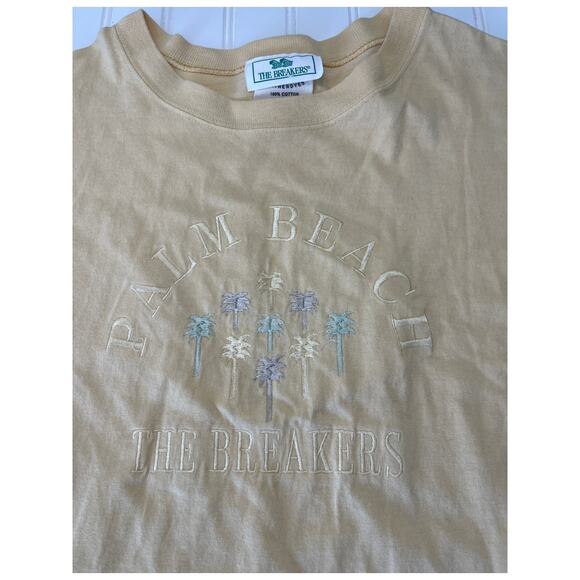 THE BREAKERS®
100% COTTON
PALM BEACH
THE BREAKERS